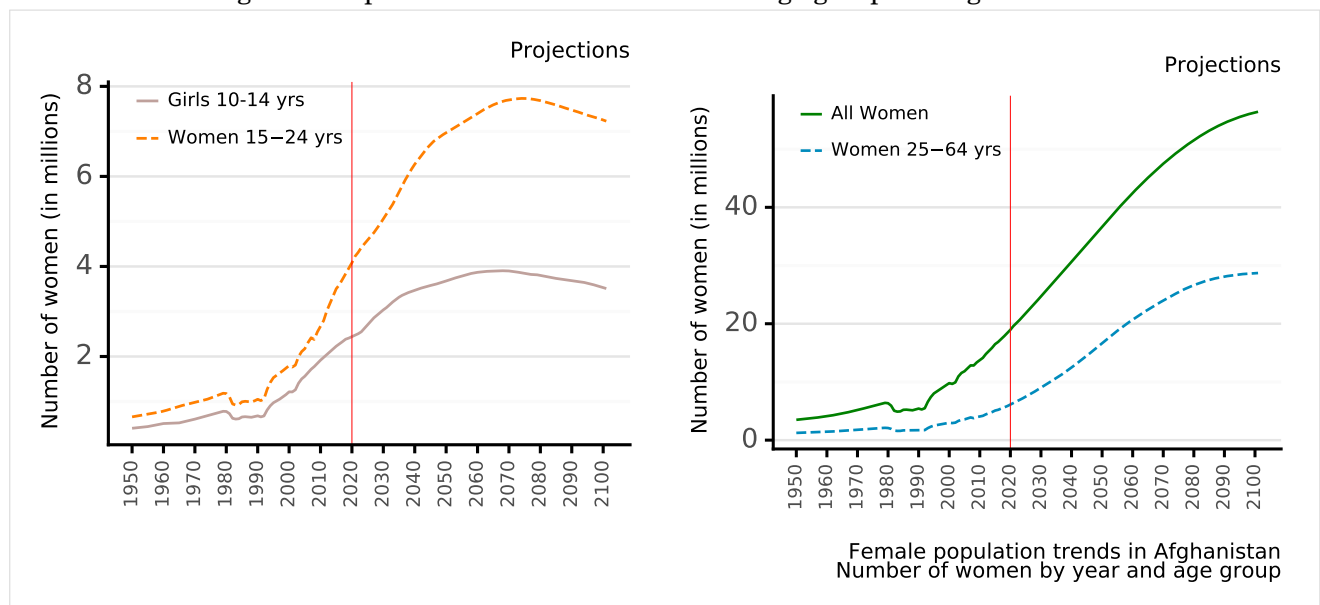 Projections
Number of women (in millions)
8
6
4
2
Girls 10-14 yrs
Women 15−24 yrs
1950 1960 1970 1980 1990 2000 2010 2020 2030 2040 2050 2060 2070 2080 2090 2100
Projections
Number of women (in millions)
40
20
0
All Women
Women 25−64 yrs
1950 1960 1970 1980 1990 2000 2010 2020 2030 2040 2050 2060 2070 2080 2090 2100
Female population trends in Afghanistan
Number of women by year and age group